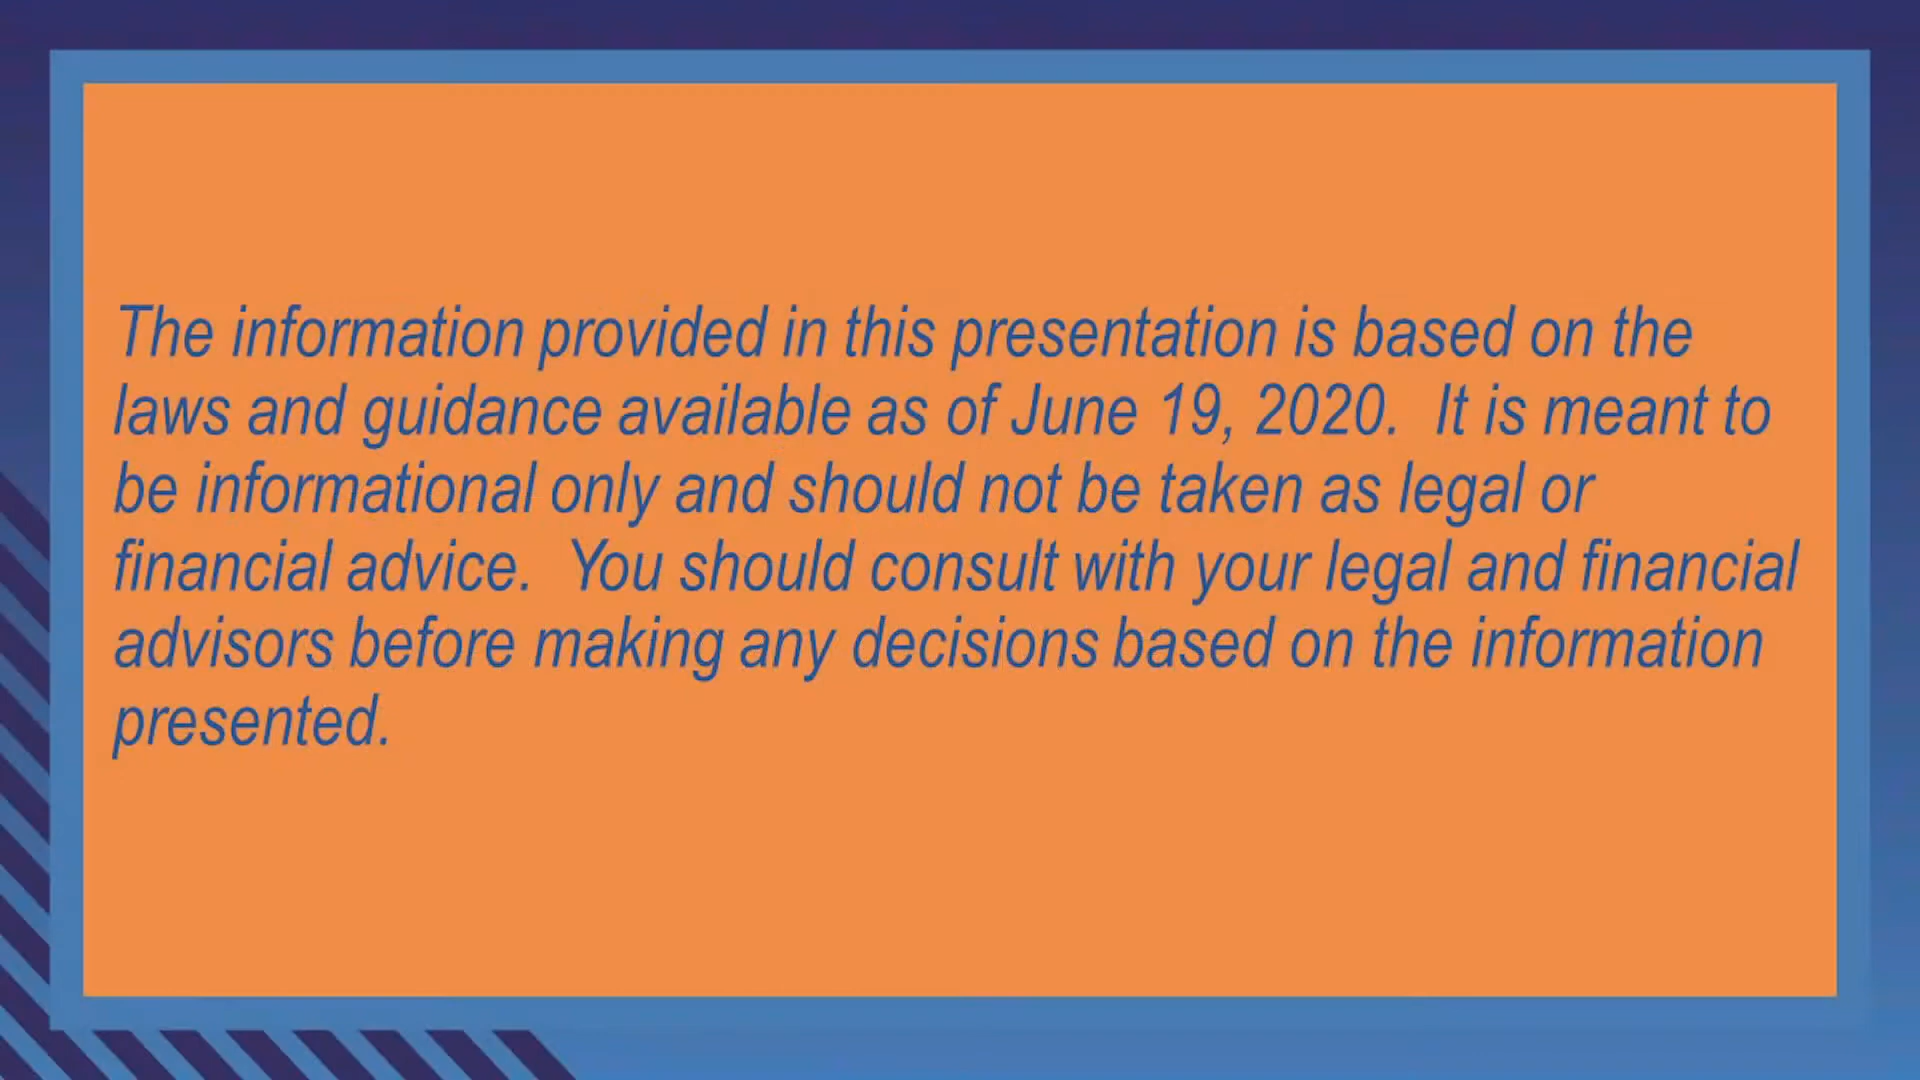 The information provided in this presentation is based on the
laws and guidance available as of June 19, 2020.  It is meant to
be informational only and should not be taken as legal or
financial advice.  You should consult with your legal and financial
advisors before making any decisions based on the information
presented.